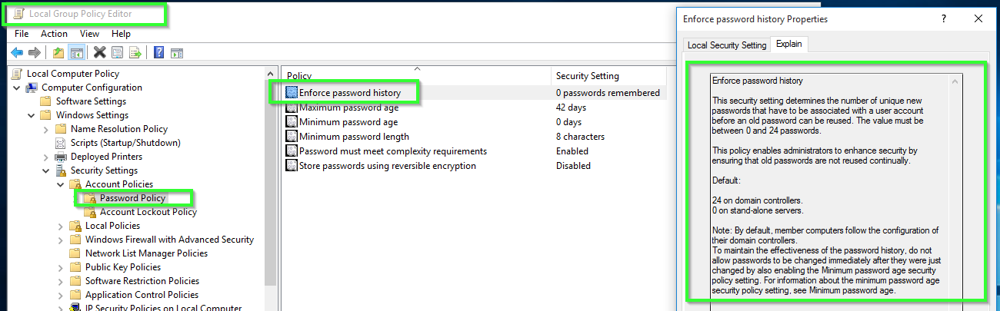 Local Group Policy Editor
File Action View Help
Local Computer Policy
Computer Configuration
Software Settings
Windows Settings
Name Resolution Policy
Scripts (Startup/Shutdown)
Deployed Printers
Security Settings
Account Policies
Password Policy
Account Lockout Policy
Local Policies
Windows Firewall with Advanced Security
Network List Manager Policies
Public Key Policies
Software Restriction Policies
Application Control Policies
IP Security Policies on Local Computer
Policy Security Setting
Enforce password history 0 passwords remembered
Maximum password age 42 days
Minimum password age 0 days
Minimum password length 8 characters
Password must meet complexity requirements Enabled
Store passwords using reversible encryption Disabled
Enforce password history Properties
Local Security Setting Explain
Enforce password history
This security setting determines the number of unique new
passwords that have to be associated with a user account
before an old password can be reused. The value must be
between 0 and 24 passwords.
This policy enables administrators to enhance security by
ensuring that old passwords are not reused continually.
Default:
24 on domain controllers.
0 on stand-alone servers.
Note: By default, member computers follow the configuration of
their domain controllers.
To maintain the effectiveness of the password history, do not
allow passwords to be changed immediately after they were just
changed by also enabling the Minimum password age security
policy setting. For information about the minimum password age
security policy setting, see Minimum password age.